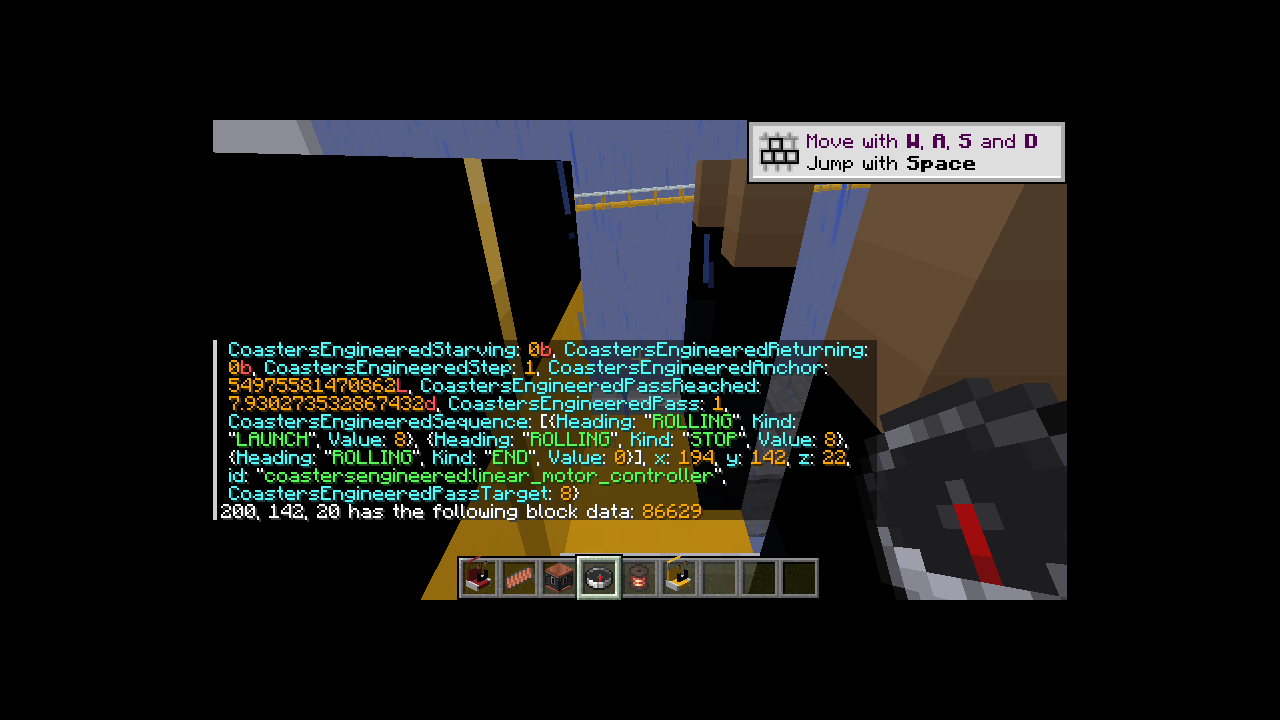 Move with W, A, S and D
Jump with Space
CoastersEngineeredStarving: 0b, CoastersEngineeredReturning:
0b, CoastersEngineeredStep: 1, CoastersEngineeredAnchor:
54975581470862L, CoastersEngineeredPassReached:
7.930273532867432d, CoastersEngineeredPass: 1,
CoastersEngineeredSequence: [{Heading: "ROLLING", Kind:
"LAUNCH", Value: 8}, {Heading: "ROLLING", Kind: "STOP", Value: 8},
{Heading: "ROLLING", Kind: "END", Value: 0}], x: 194, y: 142, z: 22,
id: "coastersengineered:linear_motor_controller",
CoastersEngineeredPassTarget: 8}
200, 142, 20 has the following block data: 86629